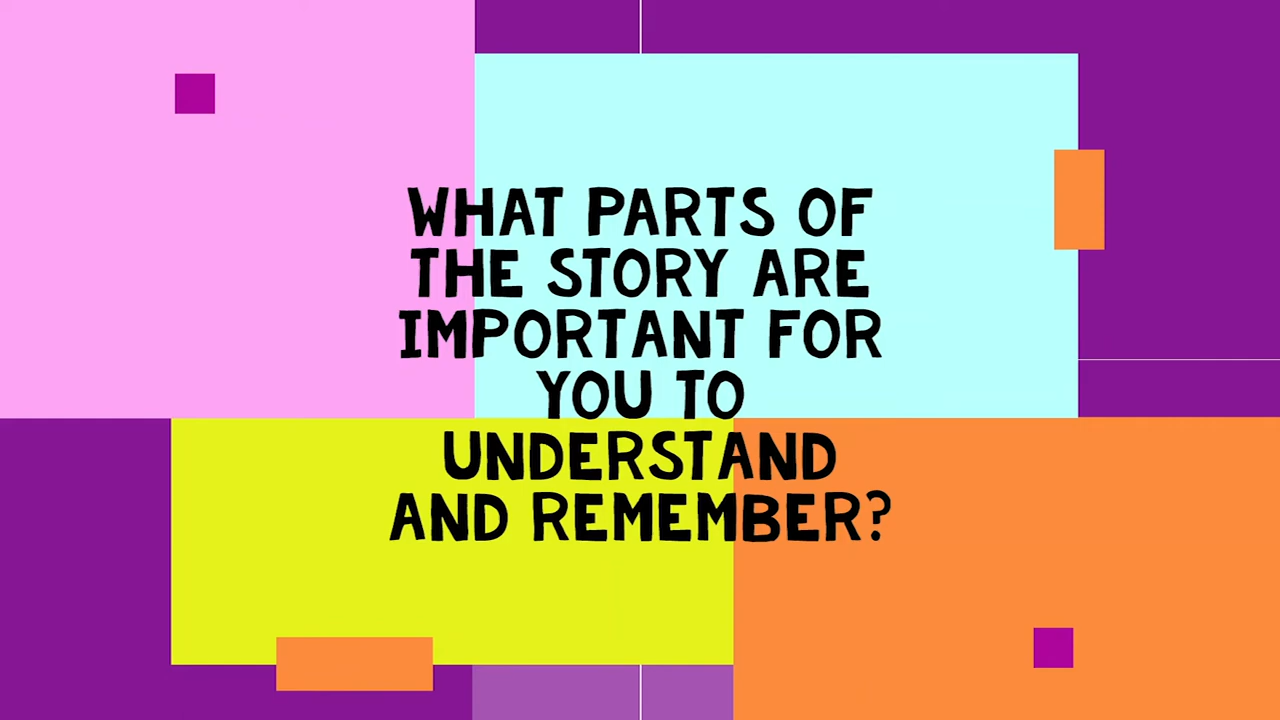 WHAT PARTS OF
THE STORY ARE
IMPORTANT FOR
YOU TO
UNDERSTAND
AND REMEMBER?